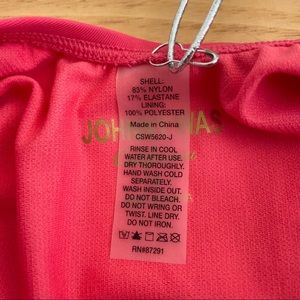 SHELL:
83% NYLON
17% ELASTANE
LINING:
100% POLYESTER
Made in China
CSW5620-J
RINSE IN COOL
WATER AFTER USE.
DRY THOROUGHLY.
HAND WASH COLD
SEPARATELY.
WASH INSIDE OUT.
DO NOT BLEACH.
DO NOT WRING OR
TWIST. LINE DRY.
DO NOT IRON.
RN#87291